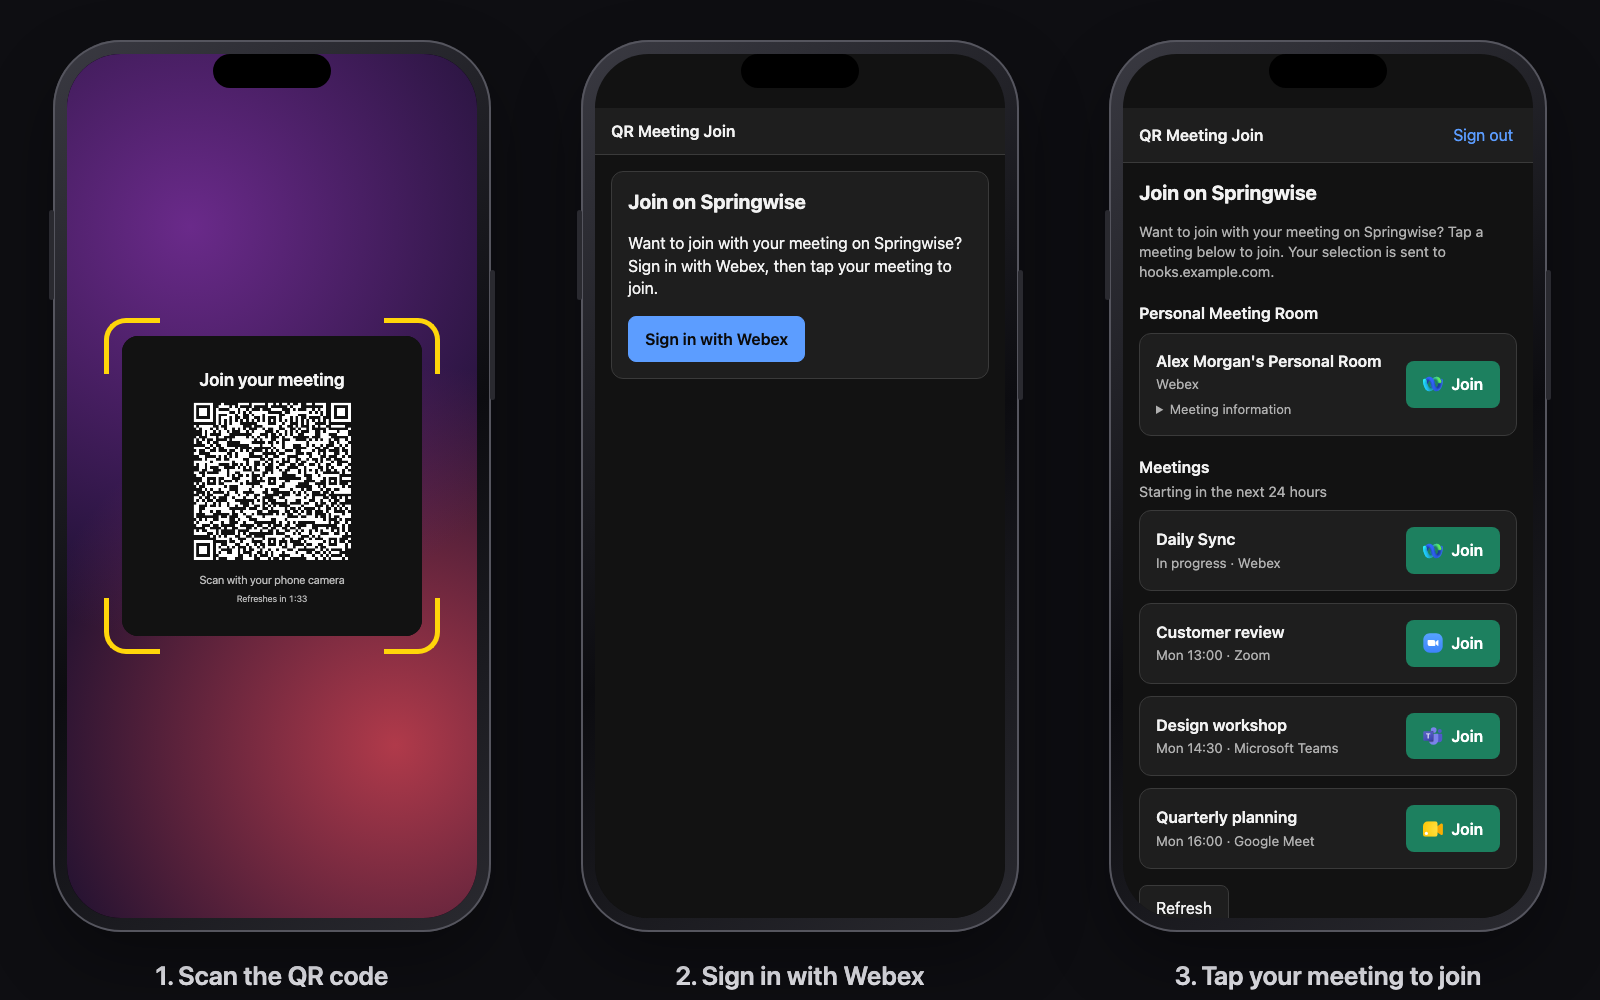 Join your meeting
Scan with your phone camera
Refreshes in 1:33
1. Scan the QR code
QR Meeting Join
Join on Springwise
Want to join with your meeting on Springwise?
Sign in with Webex, then tap your meeting to
join.
Sign in with Webex
2. Sign in with Webex
QR Meeting Join
Sign out
Join on Springwise
Want to join with your meeting on Springwise? Tap a
meeting below to join. Your selection is sent to
hooks.example.com.
Personal Meeting Room
Alex Morgan's Personal Room
Webex
Meeting information
Join
Meetings
Starting in the next 24 hours
Daily Sync
In progress · Webex
Join
Customer review
Mon 13:00 · Zoom
Join
Design workshop
Mon 14:30 · Microsoft Teams
Join
Quarterly planning
Mon 16:00 · Google Meet
Join
Refresh
3. Tap your meeting to join